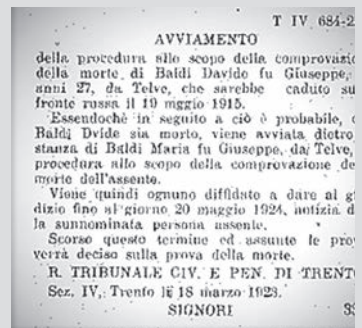 T IV 684-2
AVVIAMENTO
della procedura allo scopo della comprovazio
della morte di Baldi Davide fu Giuseppe,
anni 27, da Telve, che sarebbe caduto su
fronte russa il 19 mggio 1915.
Essendochè in seguito a ciò è probabile,
Baldi Dvide sia morto, viene avviata dietro
stanza di Baldi Maria fu Giuseppe, da Telve,
procedura allo scopo della comprovazione de
morte dell'assente.
Viene quindi ognuno diffidato a dare al gi
dizio fino al giorno 20 maggio 1924, notizia d
la sunnominata persona assente.
Scorso questo termine ed assunte le prov
verrà deciso sulla prova della morte.
R. TRIBUNALE CIV. E PEN. DI TRENT
Sez. IV, Trento li 18 marzo 1923.
SIGNORI